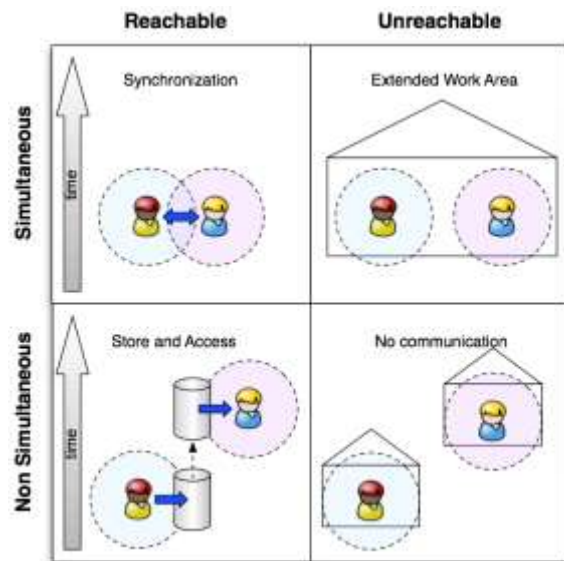 Reachable
Unreachable
Simultaneous
time
Synchronization
Extended Work Area
Non Simultaneous
time
Store and Access
No communication